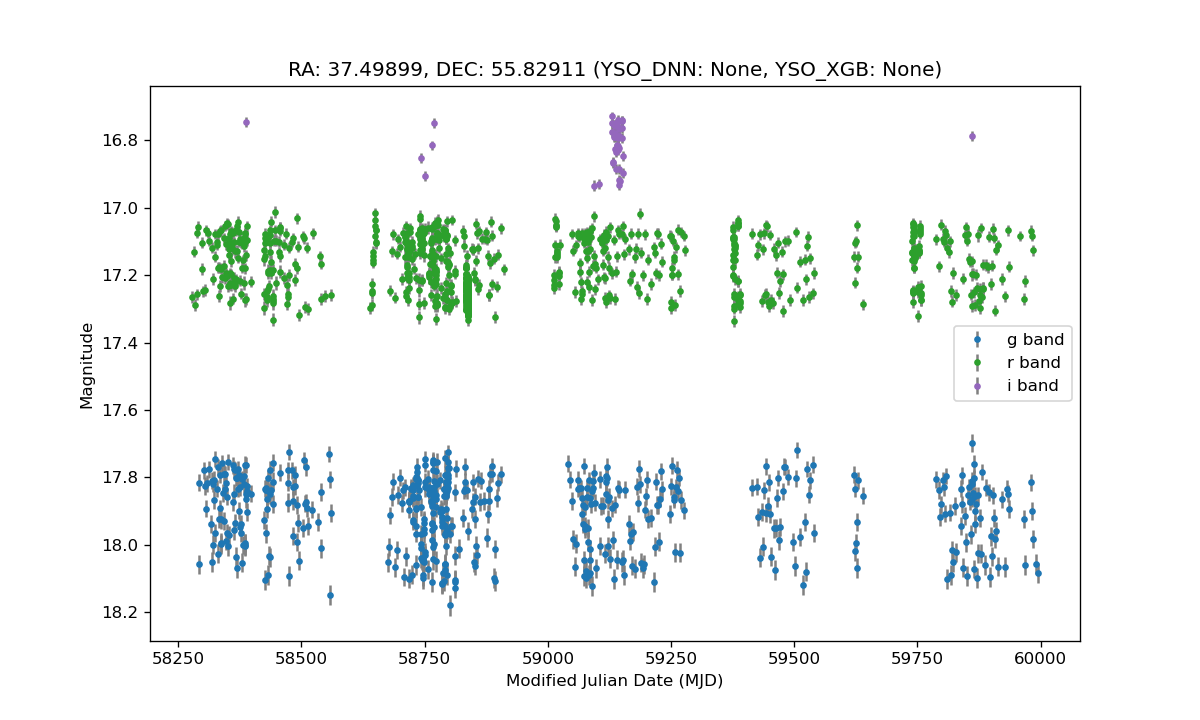 RA: 37.49899, DEC: 55.82911 (YSO_DNN: None, YSO_XGB: None)
16.8
17.0
17.2
17.4
17.6
17.8
18.0
18.2
Magnitude
g band
r band
i band
58250 58500 58750 59000 59250 59500 59750 60000
Modified Julian Date (MJD)